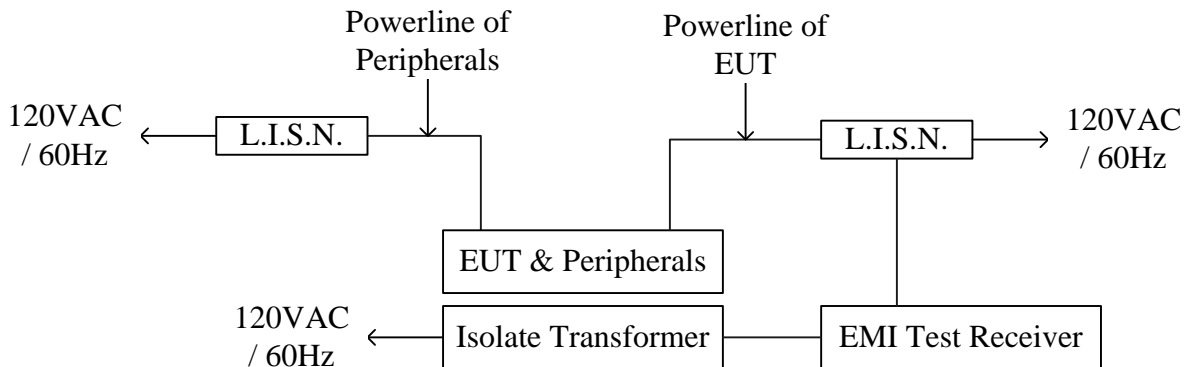 Powerline of
Peripherals
Powerline of
EUT
120VAC
/ 60Hz
L.I.S.N.
L.I.S.N.
120VAC
/ 60Hz
EUT & Peripherals
120VAC
/ 60Hz
Isolate Transformer
EMI Test Receiver